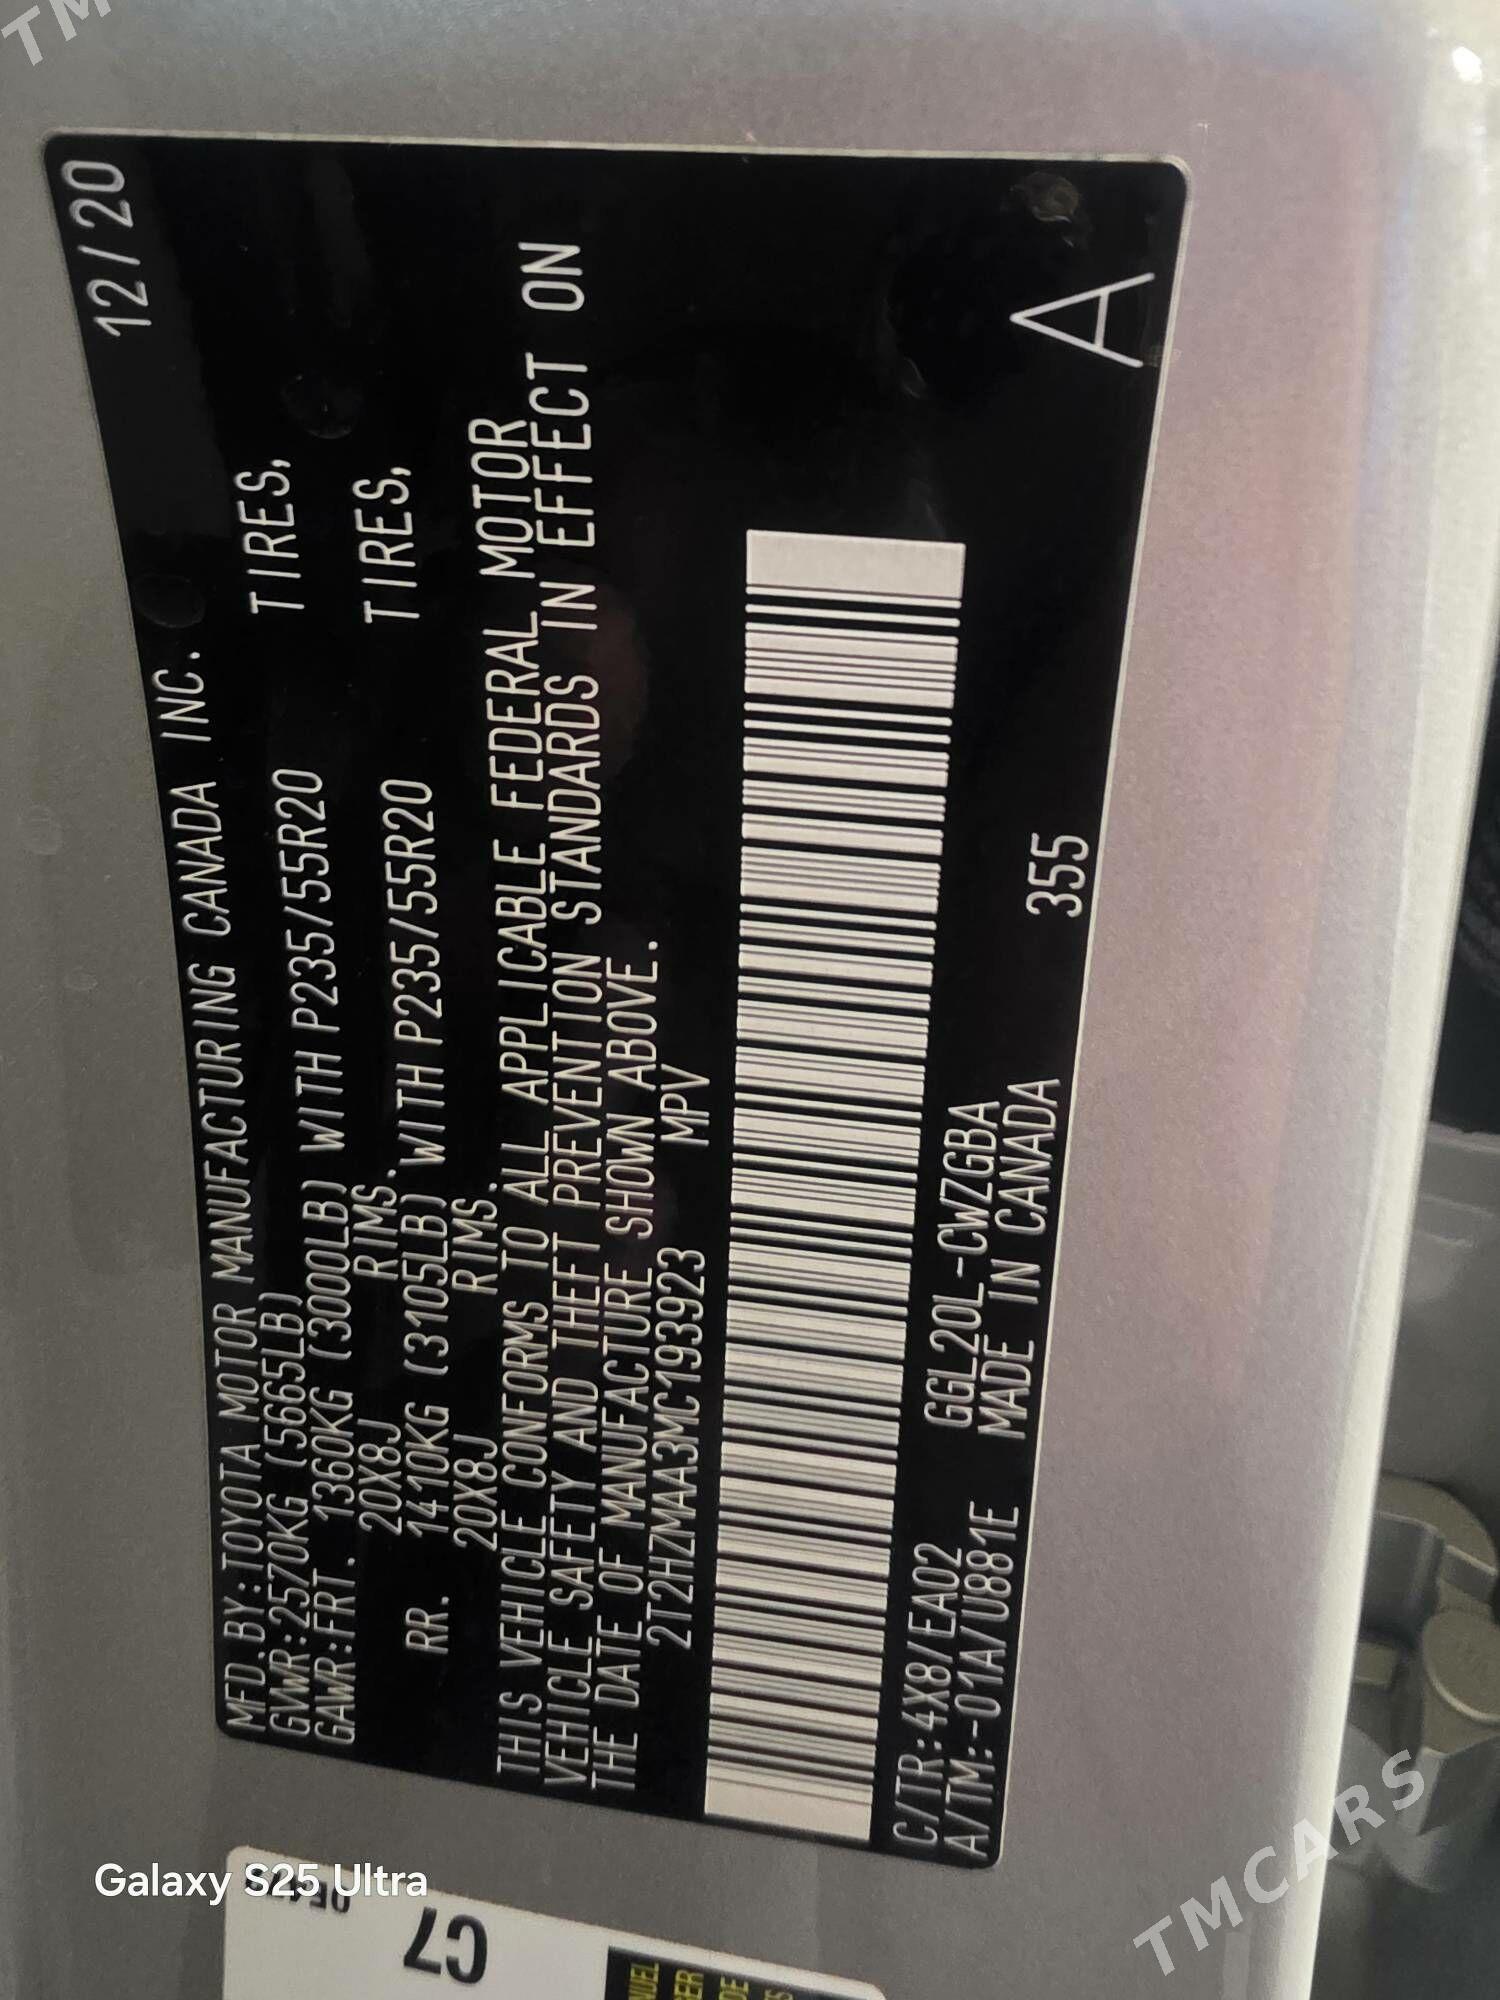 12/20
MFD.BY:TOYOTA MOTOR MANUFACTURING CANADA INC.
GVWR:2570KG (5665LB)
GAWR:FRT. 1360KG (3000LB) WITH P235/55R20 TIRES,
20X8J RIMS.
RR. 1410KG (3105LB) WITH P235/55R20 TIRES,
20X8J RIMS.
THIS VEHICLE CONFORMS TO ALL APPLICABLE FEDERAL MOTOR
VEHICLE SAFETY AND THEFT PREVENTION STANDARDS IN EFFECT ON
THE DATE OF MANUFACTURE SHOWN ABOVE.
2T2HZMAA3MC193923 MPV
C/TR:4X8/EA02 GGL20L-CWZGBA 355
A/TM:-01A/U881E MADE IN CANADA
A
C7
Galaxy S25 Ultra
TMCARS